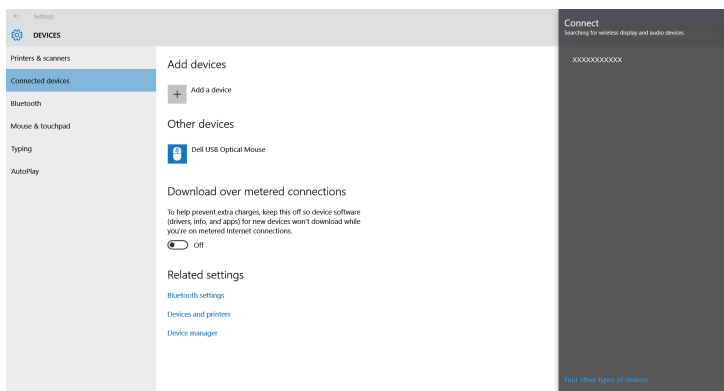 Settings
DEVICES
Printers & scanners
Connected devices
Bluetooth
Mouse & touchpad
Typing
AutoPlay
Add devices
Add a device
Other devices
Dell USB Optical Mouse
Download over metered connections
To help prevent extra charges, keep this off so device software
(drivers, info, and apps) for new devices won't download while
you're on metered Internet connections.
Off
Related settings
Bluetooth settings
Devices and printers
Device manager
Connect
Searching for wireless display and audio devices
XXXXXXXXXXX
Find other types of devices